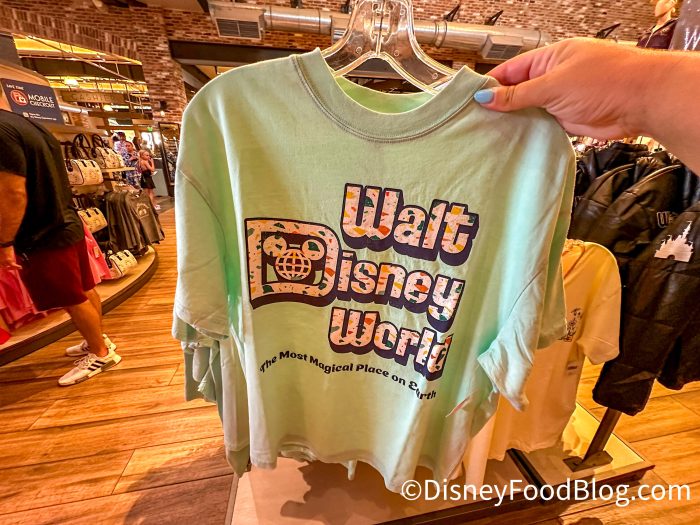 MOBILE
CHECKOUT
Walt
Disney
World
The Most Magical Place on Earth
©DisneyFoodBlog.com